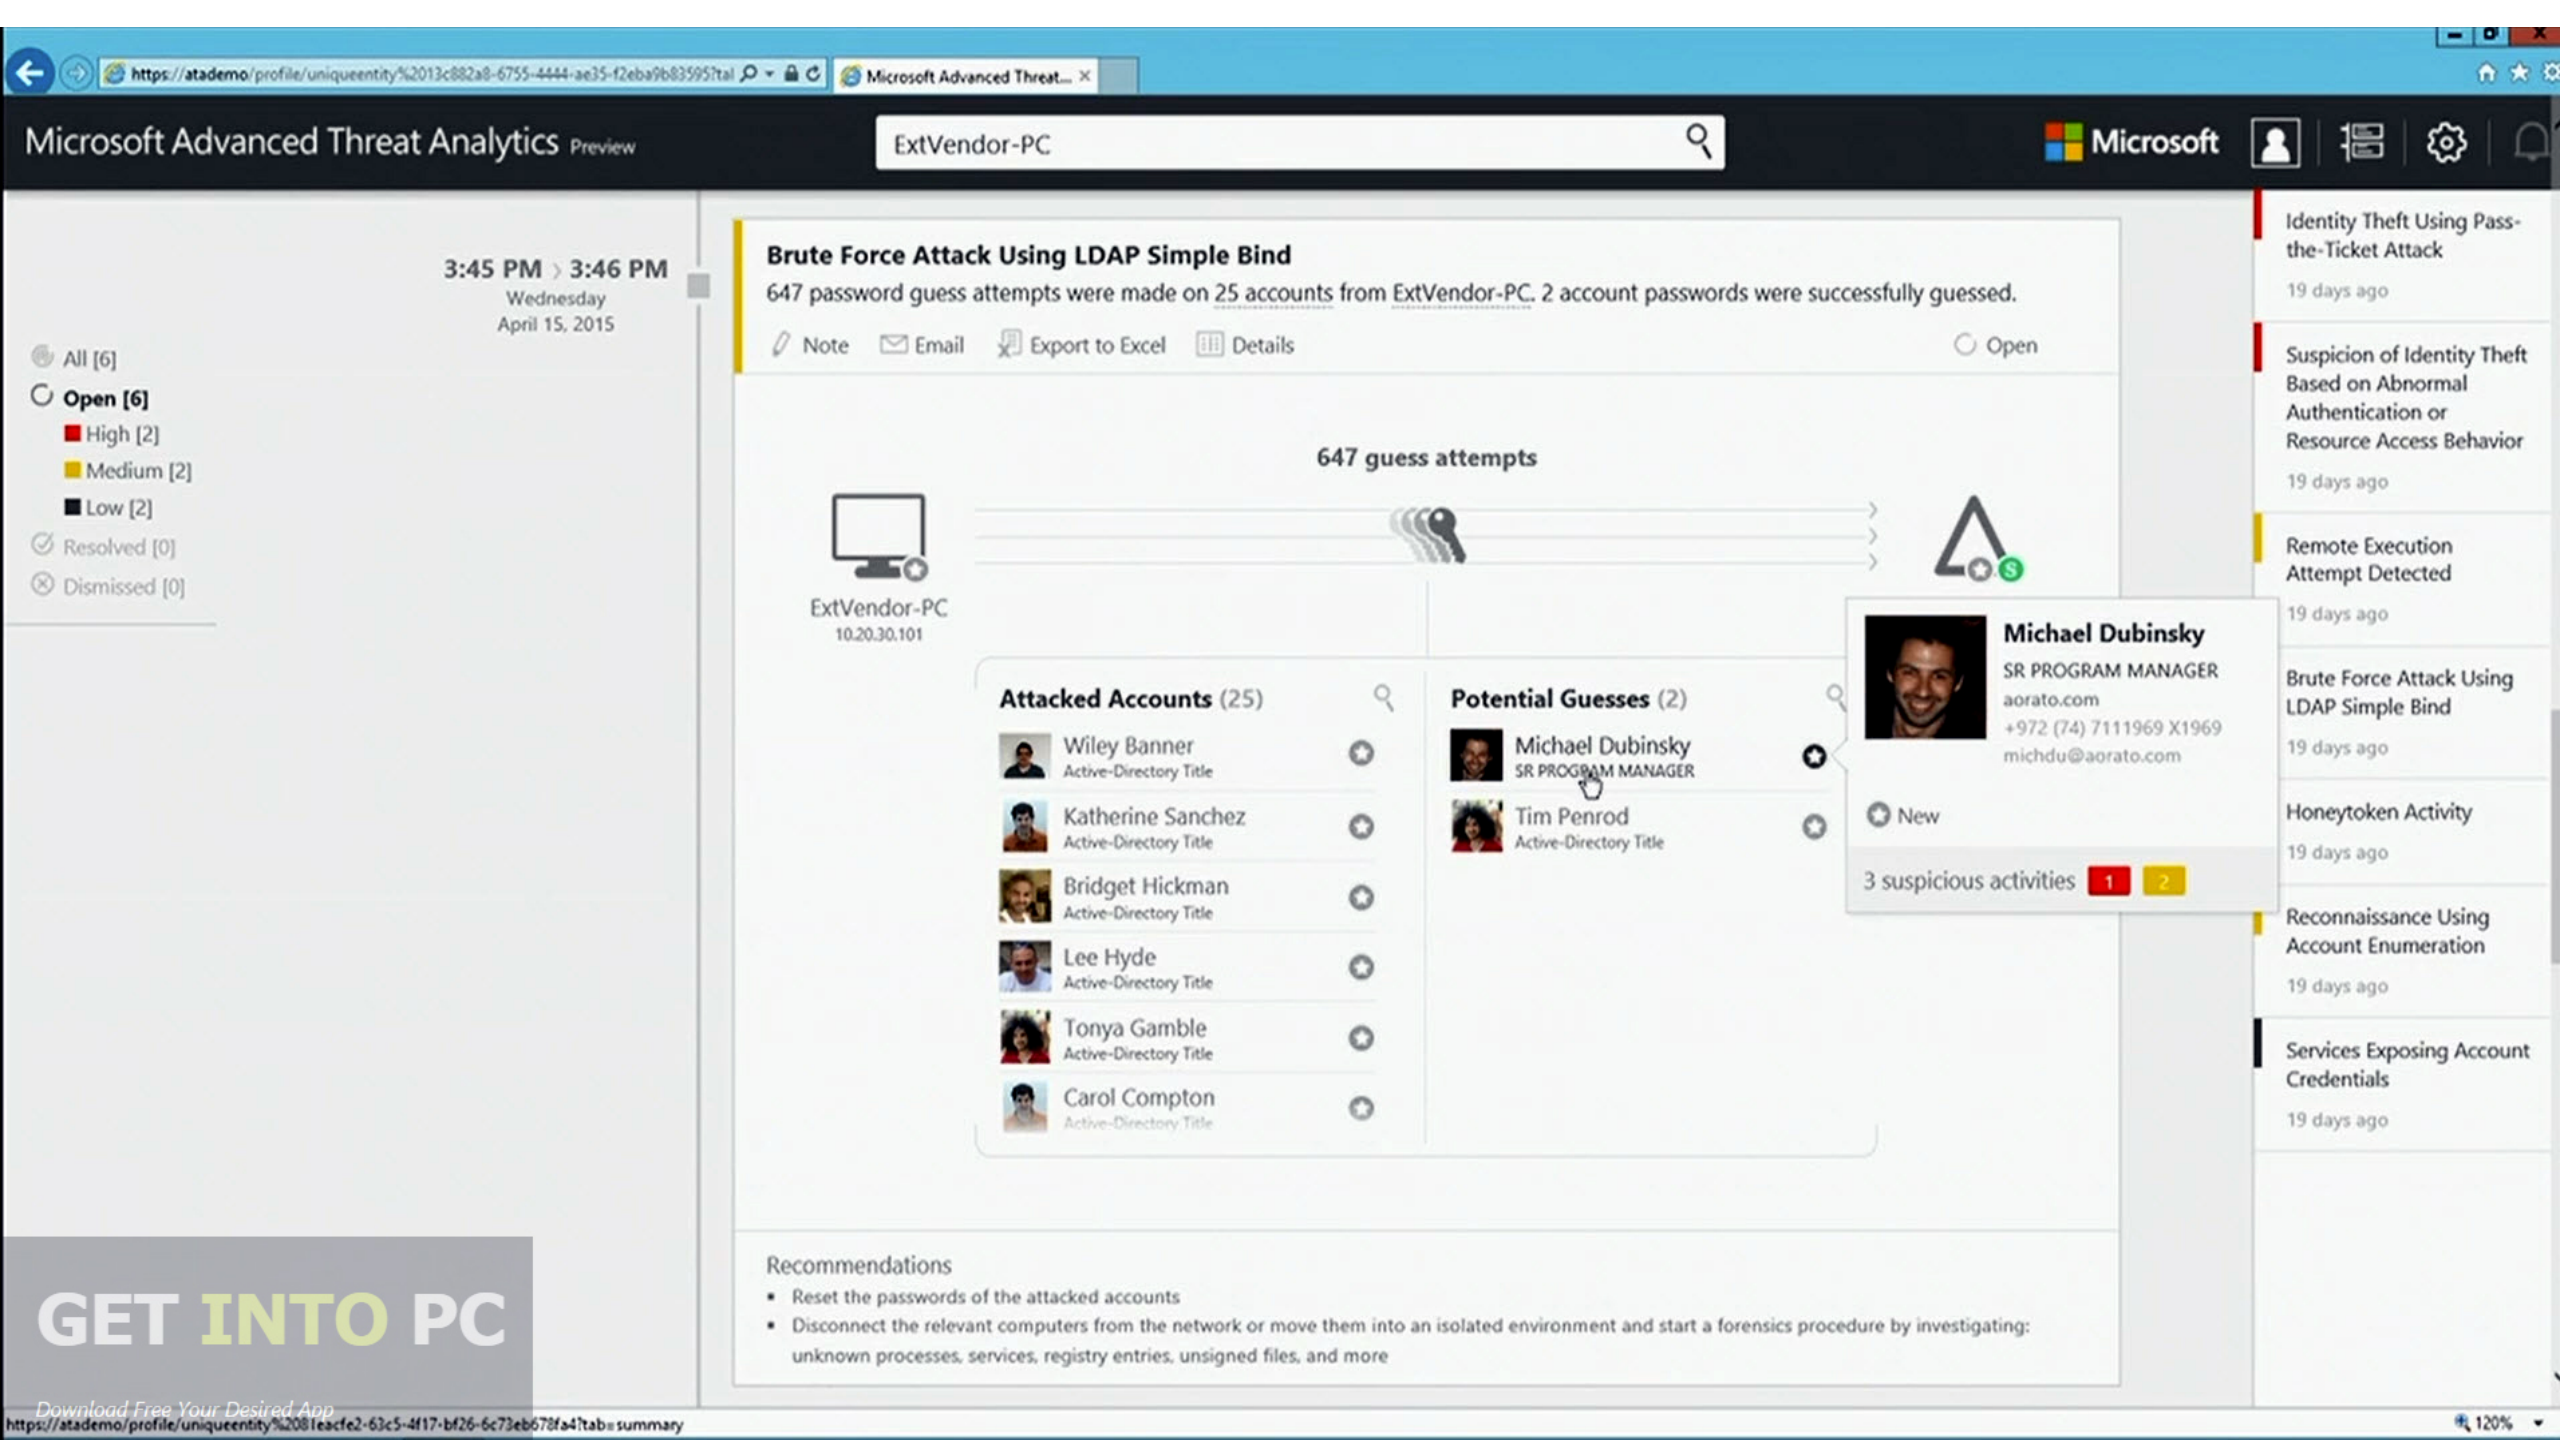 https://atademo/profile/uniqueentity%2013c882a8-6755-4444-ae35-f2eba9b83595?tal
Microsoft Advanced Threat...
Microsoft Advanced Threat Analytics Preview
ExtVendor-PC
Microsoft
3:45 PM > 3:46 PM
Wednesday
April 15, 2015
All [6]
Open [6]
High [2]
Medium [2]
Low [2]
Resolved [0]
Dismissed [0]
Brute Force Attack Using LDAP Simple Bind
647 password guess attempts were made on 25 accounts from ExtVendor-PC. 2 account passwords were successfully guessed.
Note Email Export to Excel Details Open
647 guess attempts
ExtVendor-PC
10.20.30.101
S
Attacked Accounts (25)
Wiley Banner
Active-Directory Title
Katherine Sanchez
Active-Directory Title
Bridget Hickman
Active-Directory Title
Lee Hyde
Active-Directory Title
Tonya Gamble
Active-Directory Title
Carol Compton
Active-Directory Title
Potential Guesses (2)
Michael Dubinsky
SR PROGRAM MANAGER
Tim Penrod
Active-Directory Title
Michael Dubinsky
SR PROGRAM MANAGER
aorato.com
+972 (74) 7111969 X1969
michdu@aorato.com
New
3 suspicious activities 1 2
Recommendations
Reset the passwords of the attacked accounts
Disconnect the relevant computers from the network or move them into an isolated environment and start a forensics procedure by investigating:
unknown processes, services, registry entries, unsigned files, and more
Identity Theft Using Pass-
the-Ticket Attack
19 days ago
Suspicion of Identity Theft
Based on Abnormal
Authentication or
Resource Access Behavior
19 days ago
Remote Execution
Attempt Detected
19 days ago
Brute Force Attack Using
LDAP Simple Bind
19 days ago
Honeytoken Activity
19 days ago
Reconnaissance Using
Account Enumeration
19 days ago
Services Exposing Account
Credentials
19 days ago
GET INTO PC
Download Free Your Desired App
https://atademo/profile/uniqueentity%2081eacfe2-63c5-4f17-bf26-6c73eb678fa4?tab=summary
120%